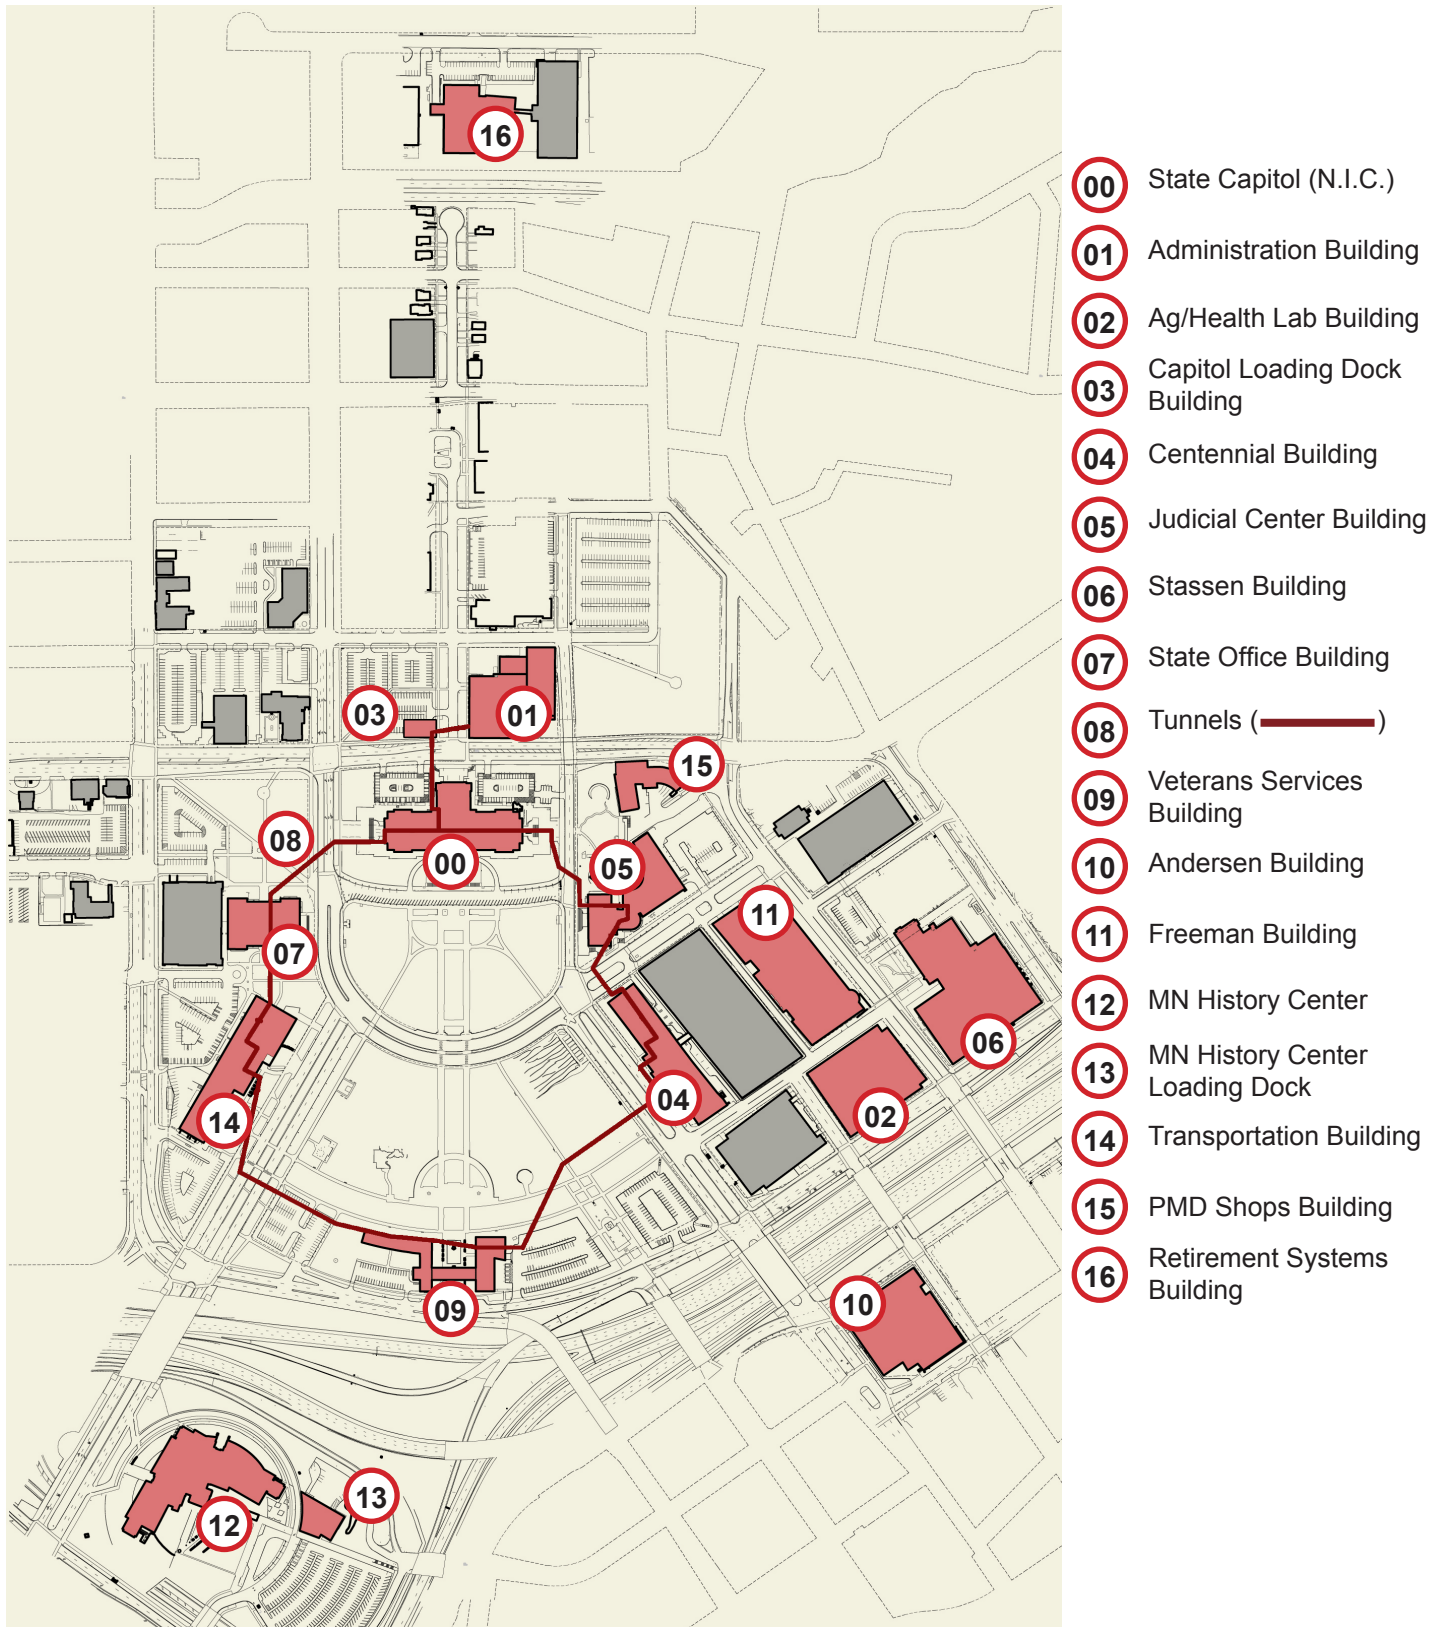 16
03
01
15
08
00
05
11
07
06
14
04
02
09
10
13
12
00 State Capitol (N.I.C.)
01 Administration Building
02 Ag/Health Lab Building
03 Capitol Loading Dock
Building
04 Centennial Building
05 Judicial Center Building
06 Stassen Building
07 State Office Building
08 Tunnels ( )
09 Veterans Services
Building
10 Andersen Building
11 Freeman Building
12 MN History Center
13 MN History Center
Loading Dock
14 Transportation Building
15 PMD Shops Building
16 Retirement Systems
Building